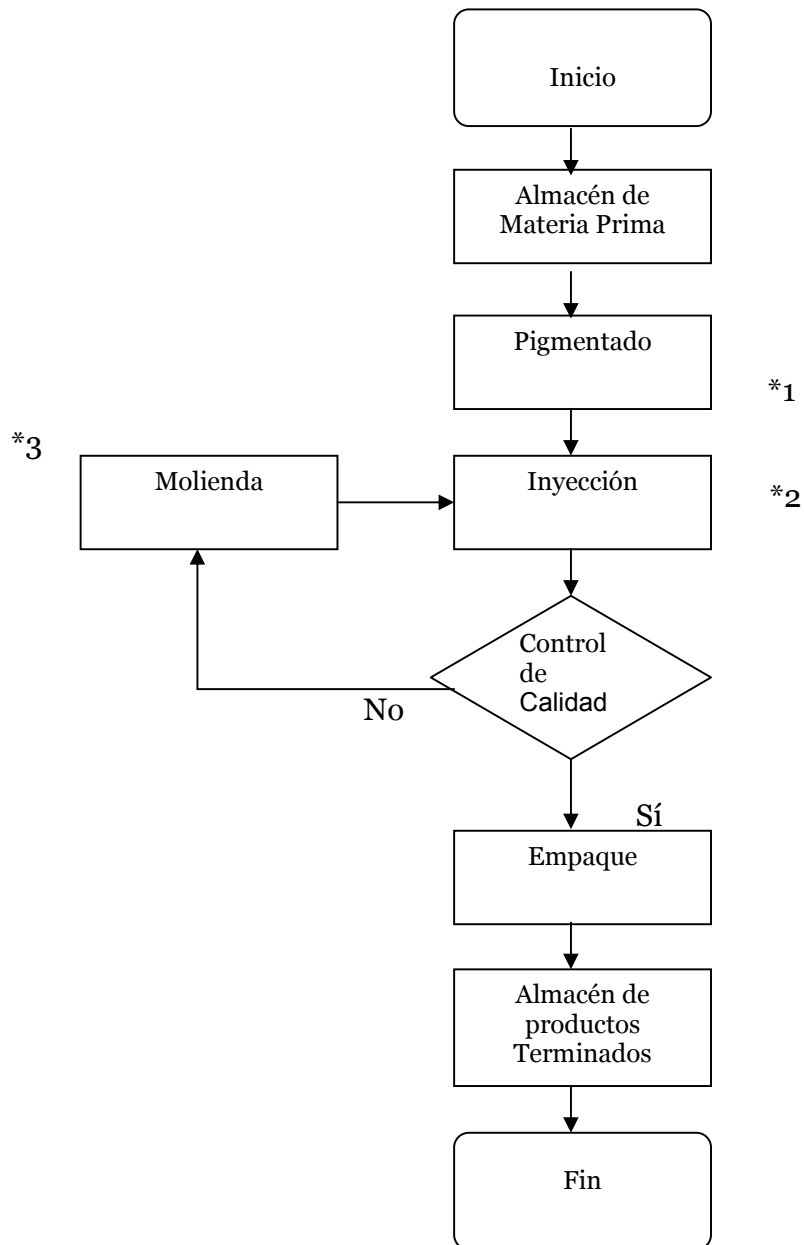 Inicio
Almacén de
Materia Prima
Pigmentado
*1
*3
Molienda
Inyección
*2
Control
de
Calidad
No
Sí
Empaque
Almacén de
productos
Terminados
Fin